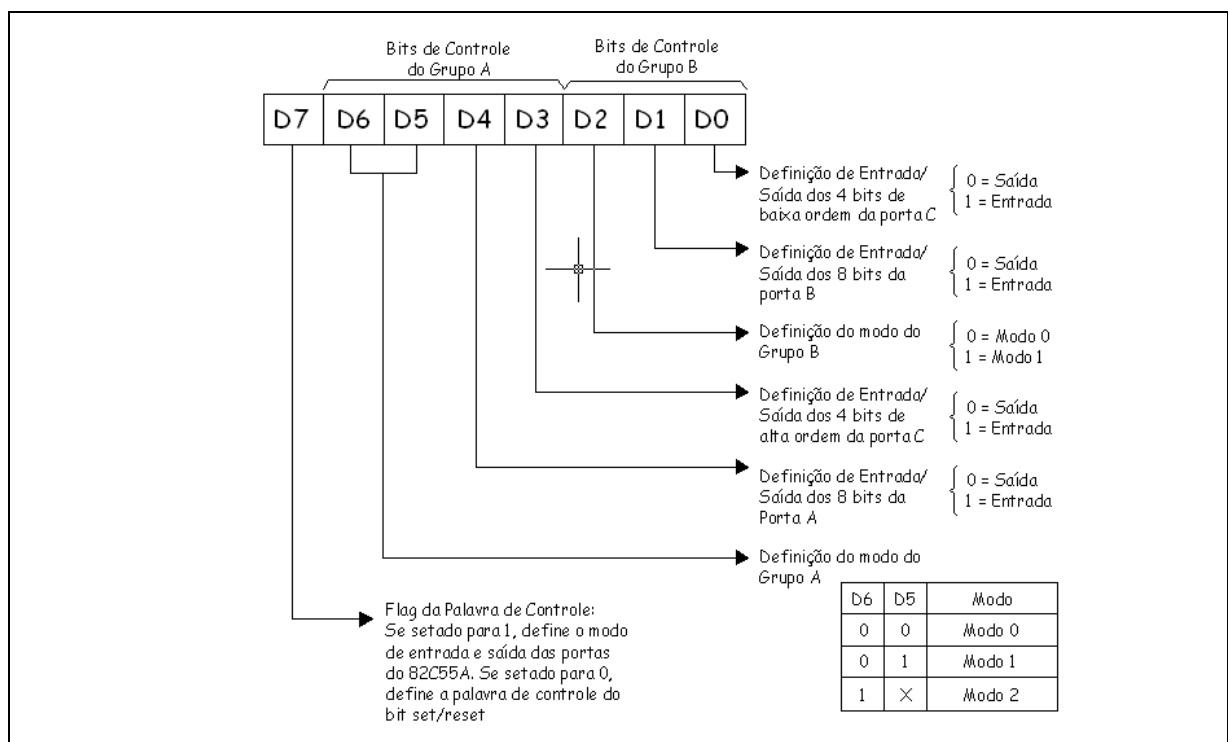 Bits de Controle
do Grupo A
Bits de Controle
do Grupo B
D7 D6 D5 D4 D3 D2 D1 D0
Definição de Entrada/
Saída dos 4 bits de
baixa ordem da porta C
0 = Saída
1 = Entrada
Definição de Entrada/
Saída dos 8 bits da
porta B
0 = Saída
1 = Entrada
Definição do modo do
Grupo B
0 = Modo 0
1 = Modo 1
Definição de Entrada/
Saída dos 4 bits de
alta ordem da porta C
0 = Saída
1 = Entrada
Definição de Entrada/
Saída dos 8 bits da
Porta A
0 = Saída
1 = Entrada
Definição do modo do
Grupo A
D6 D5 Modo
0 0 Modo 0
0 1 Modo 1
1 X Modo 2
Flag da Palavra de Controle:
Se setado para 1, define o modo
de entrada e saída das portas
do 82C55A. Se setado para 0,
define a palavra de controle do
bit set/reset